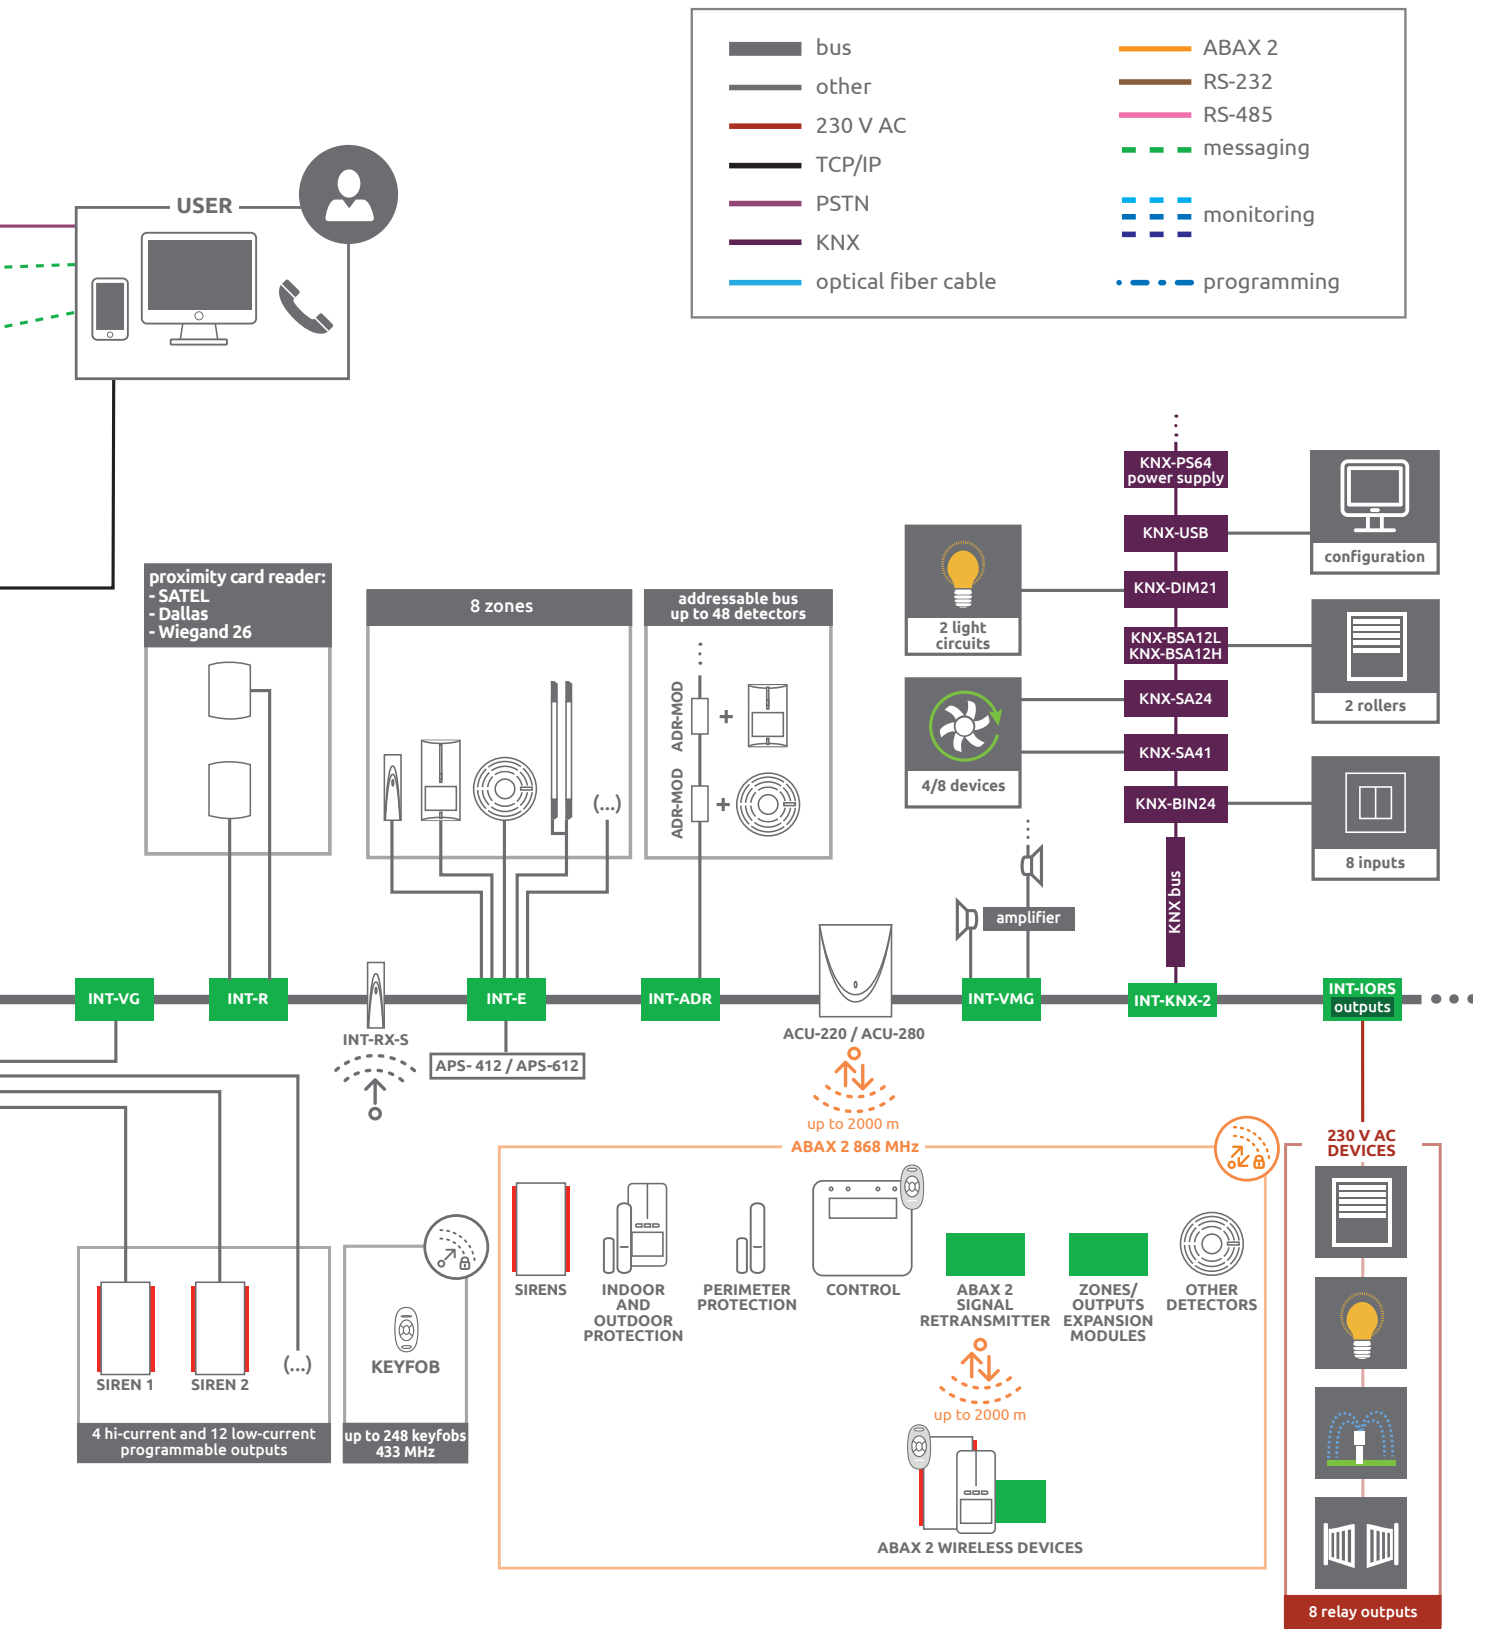 bus
other
230 V AC
TCP/IP
PSTN
KNX
optical fiber cable
ABAX 2
RS-232
RS-485
messaging
monitoring
programming
USER
KNX-PS64
power supply
KNX-USB
KNX-DIM21
KNX-BSA12L
KNX-BSA12H
KNX-SA24
KNX-SA41
KNX-BIN24
KNX bus
configuration
2 light
circuits
2 rollers
4/8 devices
8 inputs
proximity card reader:
- SATEL
- Dallas
- Wiegand 26
8 zones
(...)
addressable bus
up to 48 detectors
ADR-MOD
+
ADR-MOD
+
amplifier
INT-VG
INT-R
INT-RX-S
INT-E
APS- 412 / APS-612
INT-ADR
ACU-220 / ACU-280
INT-VMG
INT-KNX-2
INT-IORS
outputs
up to 2000 m
ABAX 2 868 MHz
SIRENS
INDOOR
AND
OUTDOOR
PROTECTION
PERIMETER
PROTECTION
CONTROL
ABAX 2
SIGNAL
RETRANSMITTER
ZONES/
OUTPUTS
EXPANSION
MODULES
OTHER
DETECTORS
up to 2000 m
ABAX 2 WIRELESS DEVICES
SIREN 1
SIREN 2
(...)
4 hi-current and 12 low-current
programmable outputs
KEYFOB
up to 248 keyfobs
433 MHz
230 V AC
DEVICES
8 relay outputs